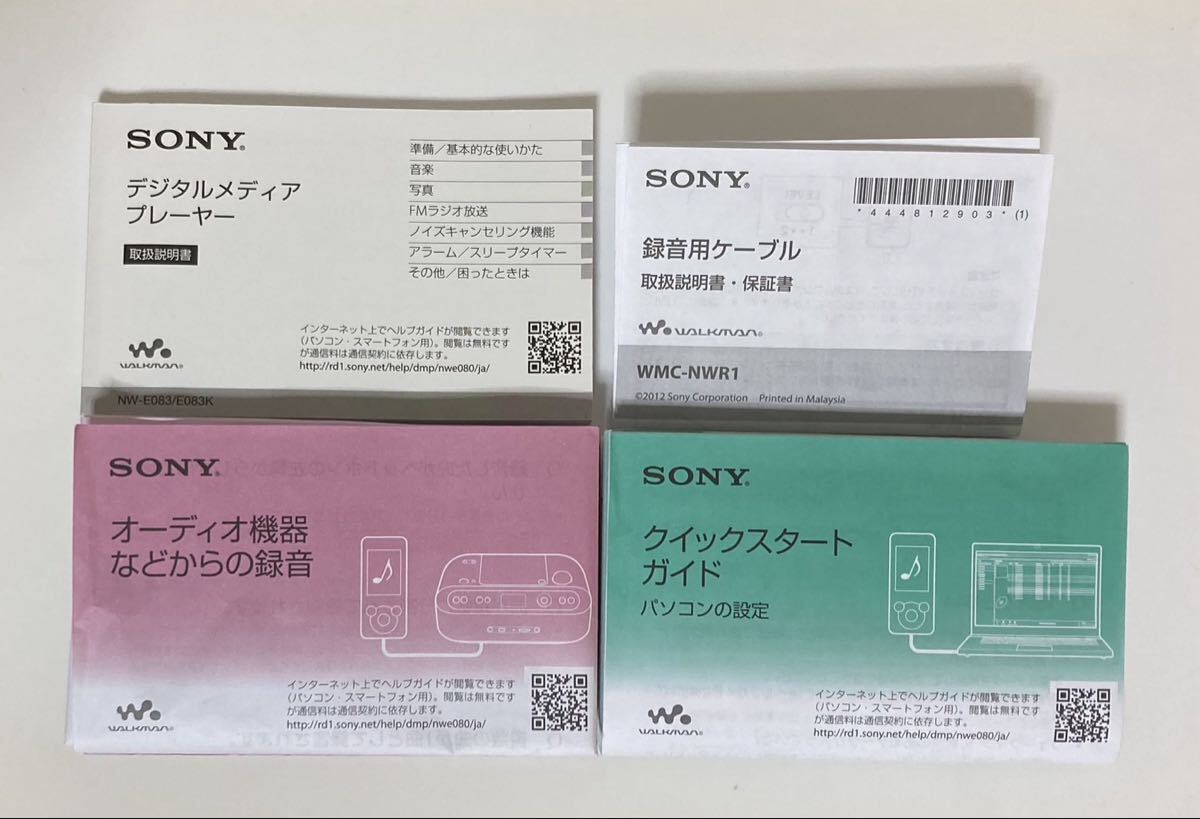 SONY®
デジタルメディア
プレーヤー
取扱説明書
準備／基本的な使いかた
音楽
写真
FMラジオ放送
ノイズキャンセリング機能
アラーム／スリープタイマー
その他／困ったときは
インターネット上でヘルプガイドが閲覧できます
（パソコン・スマートフォン用）。閲覧は無料です
が通信料は通信契約に依存します。
http://rd1.sony.net/help/dmp/nwe080/ja/
WALKMAN®
NW-E083/E083K
SONY®
*444812903* (1)
録音用ケーブル
取扱説明書・保証書
WALKMAN®
WMC-NWR1
©2012 Sony Corporation Printed in Malaysia
SONY®
オーディオ機器
などからの録音
インターネット上でヘルプガイドが閲覧できます
（パソコン・スマートフォン用）。閲覧は無料です
が通信料は通信契約に依存します。
http://rd1.sony.net/help/dmp/nwe080/ja/
WALKMAN®
SONY®
クイックスタート
ガイド
パソコンの設定
インターネット上でヘルプガイドが閲覧できます
（パソコン・スマートフォン用）。閲覧は無料です
が通信料は通信契約に依存します。
http://rd1.sony.net/help/dmp/nwe080/ja/
WALKMAN®